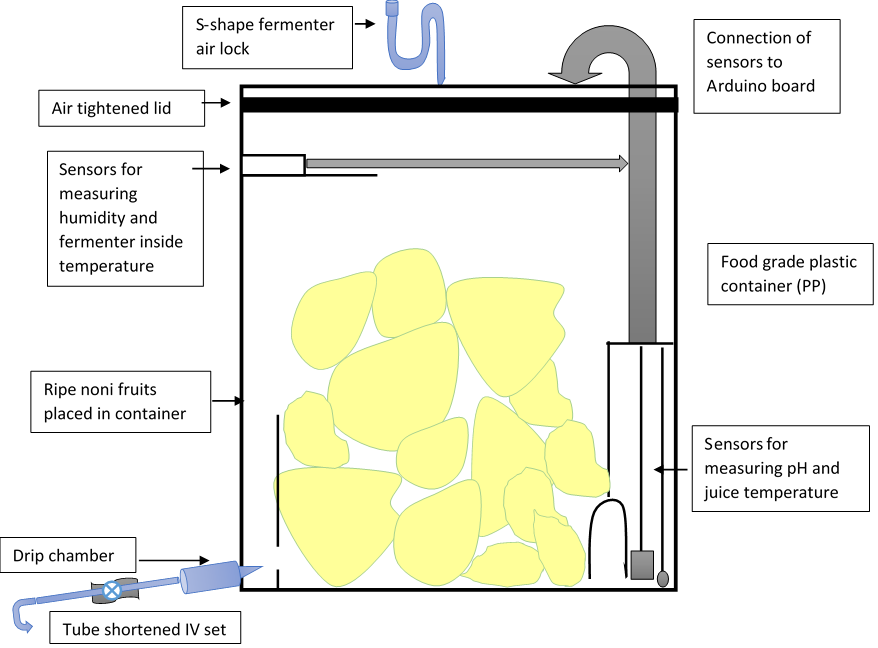 S-shape fermenter
air lock
Connection of
sensors to
Arduino board
Air tightened lid
Sensors for
measuring
humidity and
fermenter inside
temperature
Food grade plastic
container (PP)
Ripe noni fruits
placed in container
Sensors for
measuring pH and
juice temperature
Drip chamber
Tube shortened IV set